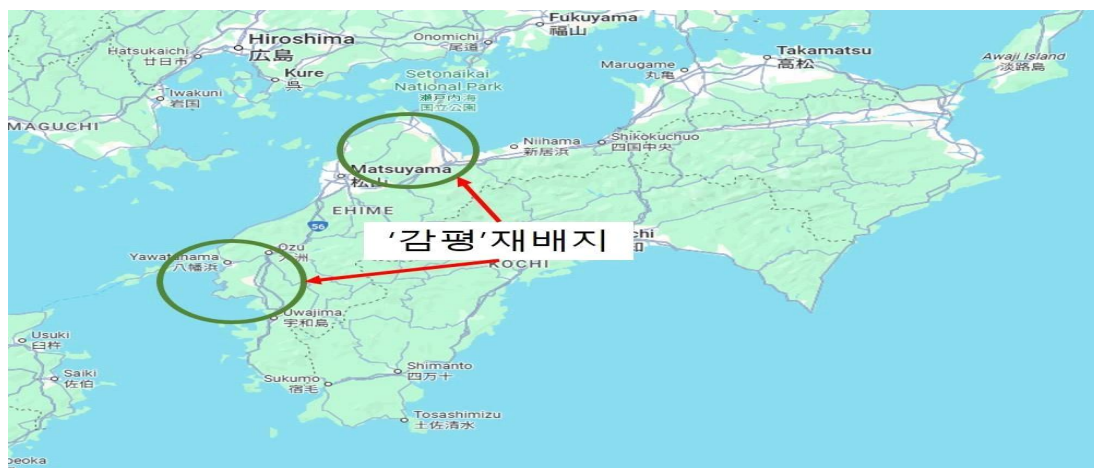 Fukuyama
福山
Hiroshima
広島
Onomichi
尾道
Hatsukaichi
廿日市
Takamatsu
高松
Awaji Island
淡路島
Marugame
丸亀
Kure
呉
Setonaikai
National Park
瀬戸内海
国立公園
Iwakuni
岩国
MAGUCHI
Niihama
新居浜
Shikokuchuo
四国中央
Matsuyama
松山
EHIME
56
'감평'재배지
chi
Ozu
Yawatahama
八幡浜
KOCHI
Uwajima
宇和島
Usuki
臼杵
Saiki
佐伯
Shimanto
四万十
Sukumo
宿毛
Tosashimizu
土佐清水
beoka